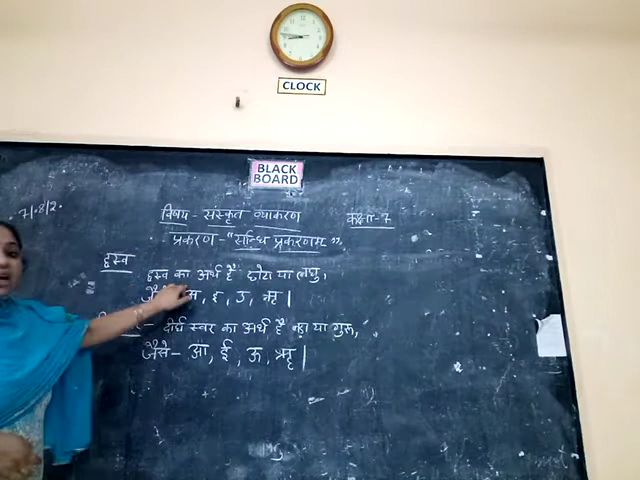 CLOCK
BLACK
BOARD
7/8/2
विषय - संस्कृत व्याकरण कक्षा-7
प्रकरण - "सन्धि प्रकरणम"
ह्रस्व
ह्रस्व का अर्थ है छोटा या लघु,
अ, इ, उ, ऋ |
दीर्घ स्वर का अर्थ है बड़ा या गुरू,
जैसे - आ, ई, ऊ, ॠ |